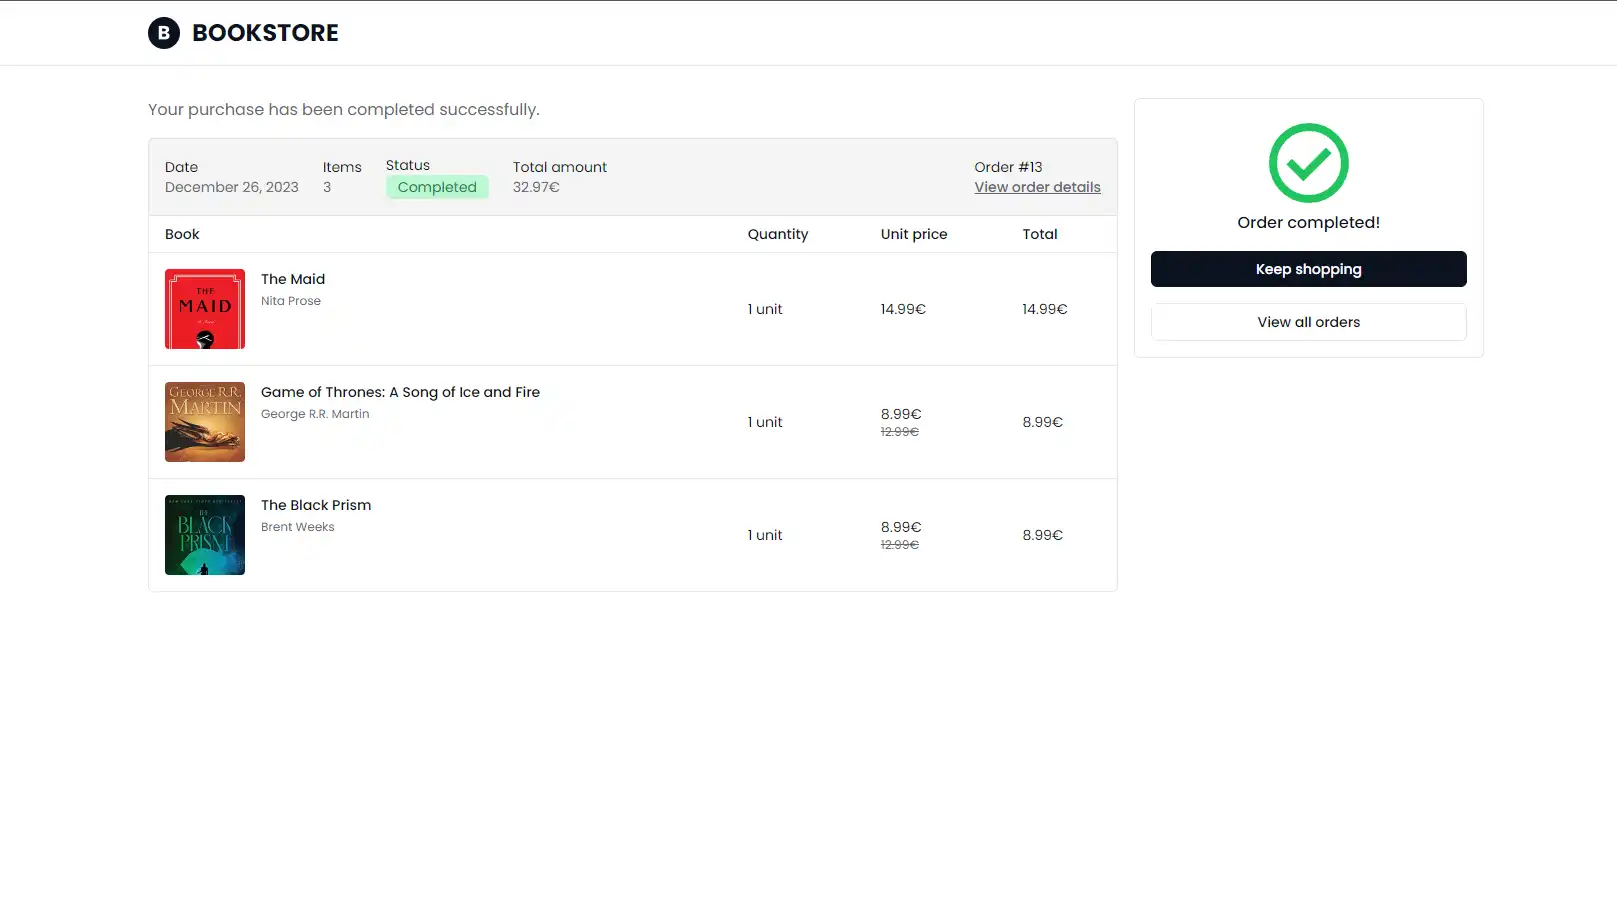 B BOOKSTORE
Your purchase has been completed successfully.
Date Items Status Total amount Order #13
December 26, 2023 3 Completed 32.97€ View order details
Book Quantity Unit price Total
THE
MAID
The Maid
Nita Prose
1 unit 14.99€ 14.99€
GEORGE R.R.
MARTIN
Game of Thrones: A Song of Ice and Fire
George R.R. Martin
1 unit 8.99€ 8.99€
12.99€
THE
BLACK
PRISM
The Black Prism
Brent Weeks
1 unit 8.99€ 8.99€
12.99€
Order completed!
Keep shopping
View all orders